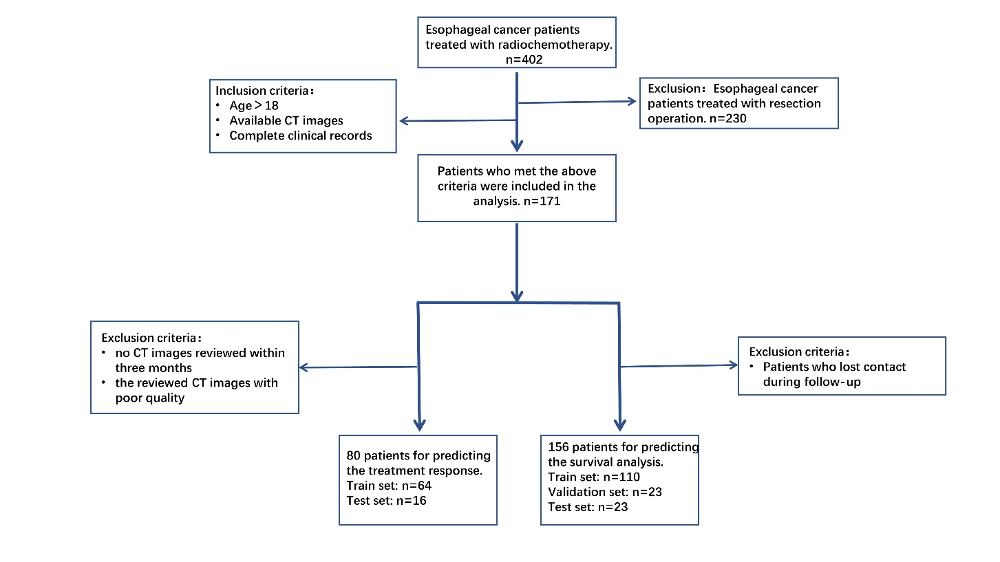 Esophageal cancer patients
treated with radiochemotherapy.
n=402
Inclusion criteria：
• Age＞18
• Available CT images
• Complete clinical records
Exclusion：Esophageal cancer
patients treated with resection
operation. n=230
Patients who met the above
criteria were included in the
analysis. n=171
Exclusion criteria：
• no CT images reviewed within
three months
• the reviewed CT images with
poor quality
Exclusion criteria：
• Patients who lost contact
during follow-up
80 patients for predicting
the treatment response.
Train set: n=64
Test set: n=16
156 patients for predicting
the survival analysis.
Train set: n=110
Validation set: n=23
Test set: n=23